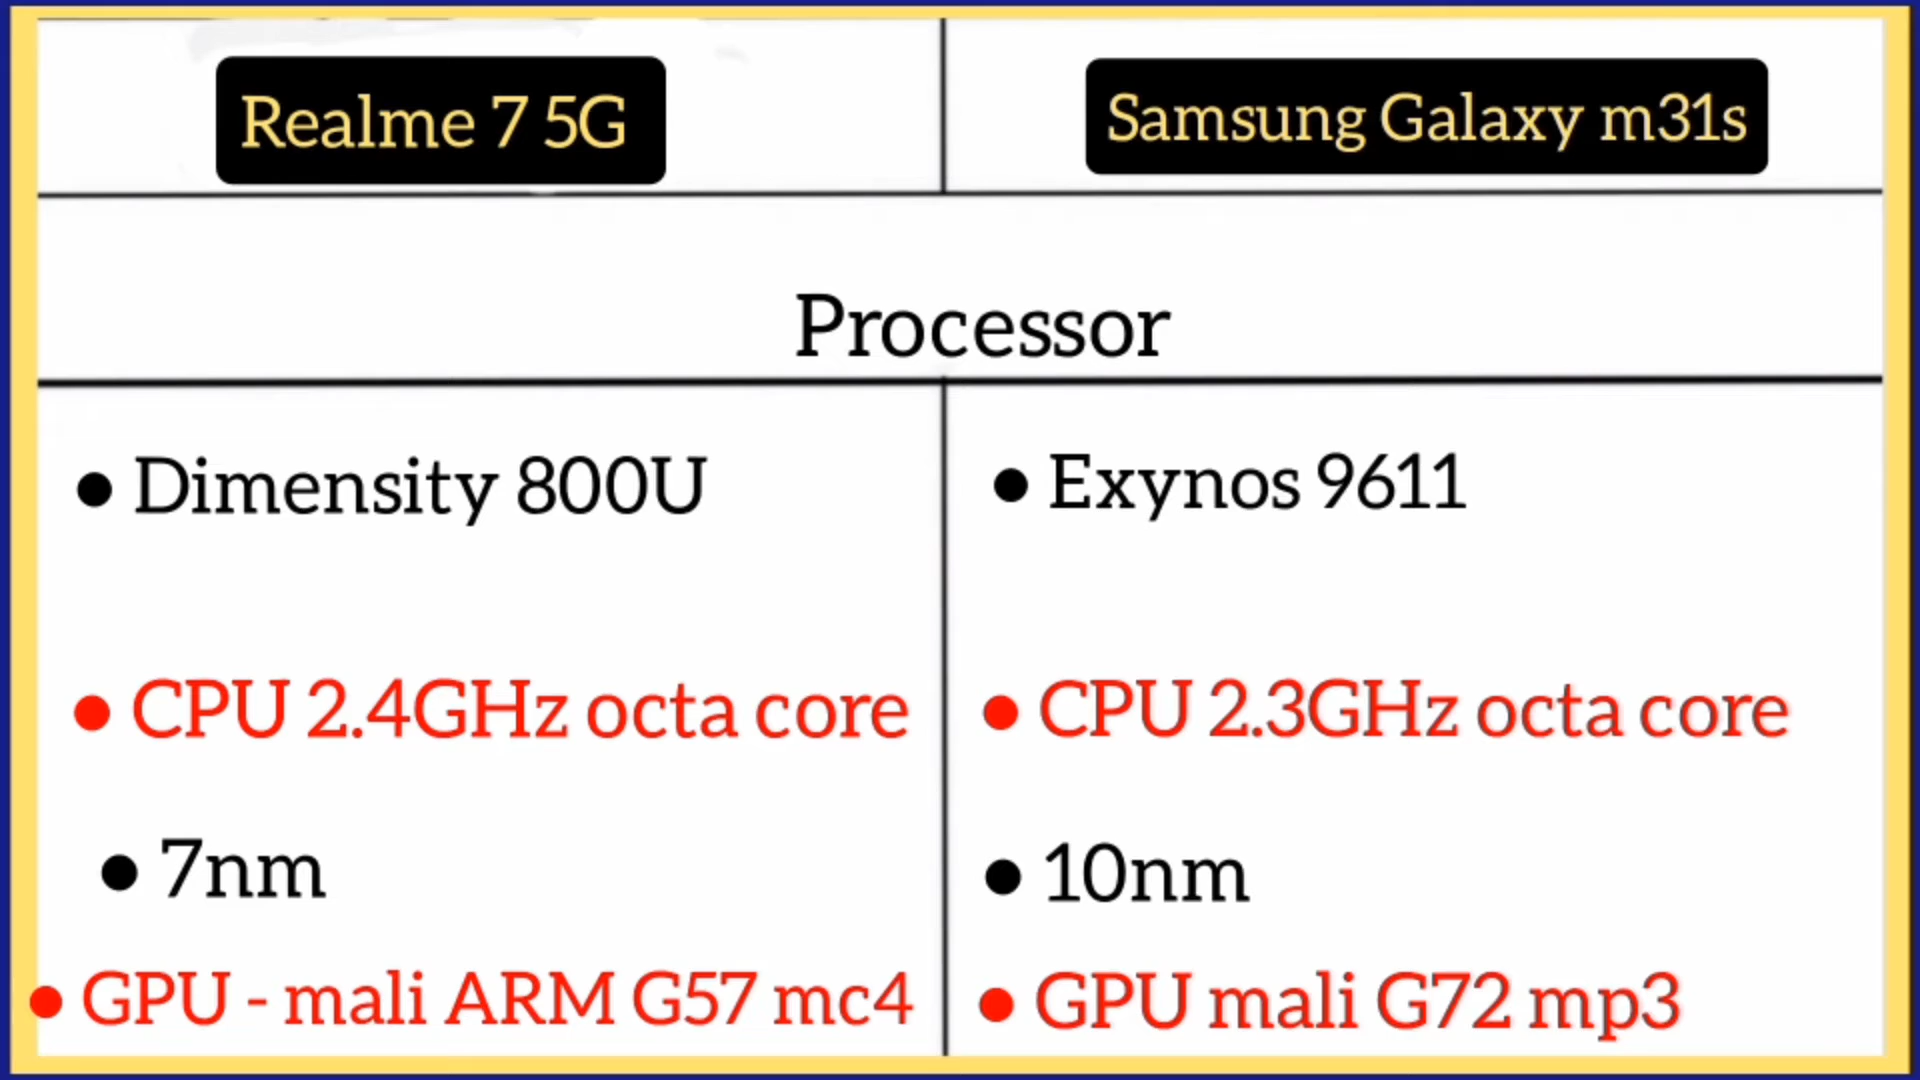 Realme 7 5G
Samsung Galaxy m31s
Processor
• Dimensity 800U
• Exynos 9611
• CPU 2.4GHz octa core
• CPU 2.3GHz octa core
• 7nm
• 10nm
• GPU - mali ARM G57 mc4
• GPU mali G72 mp3